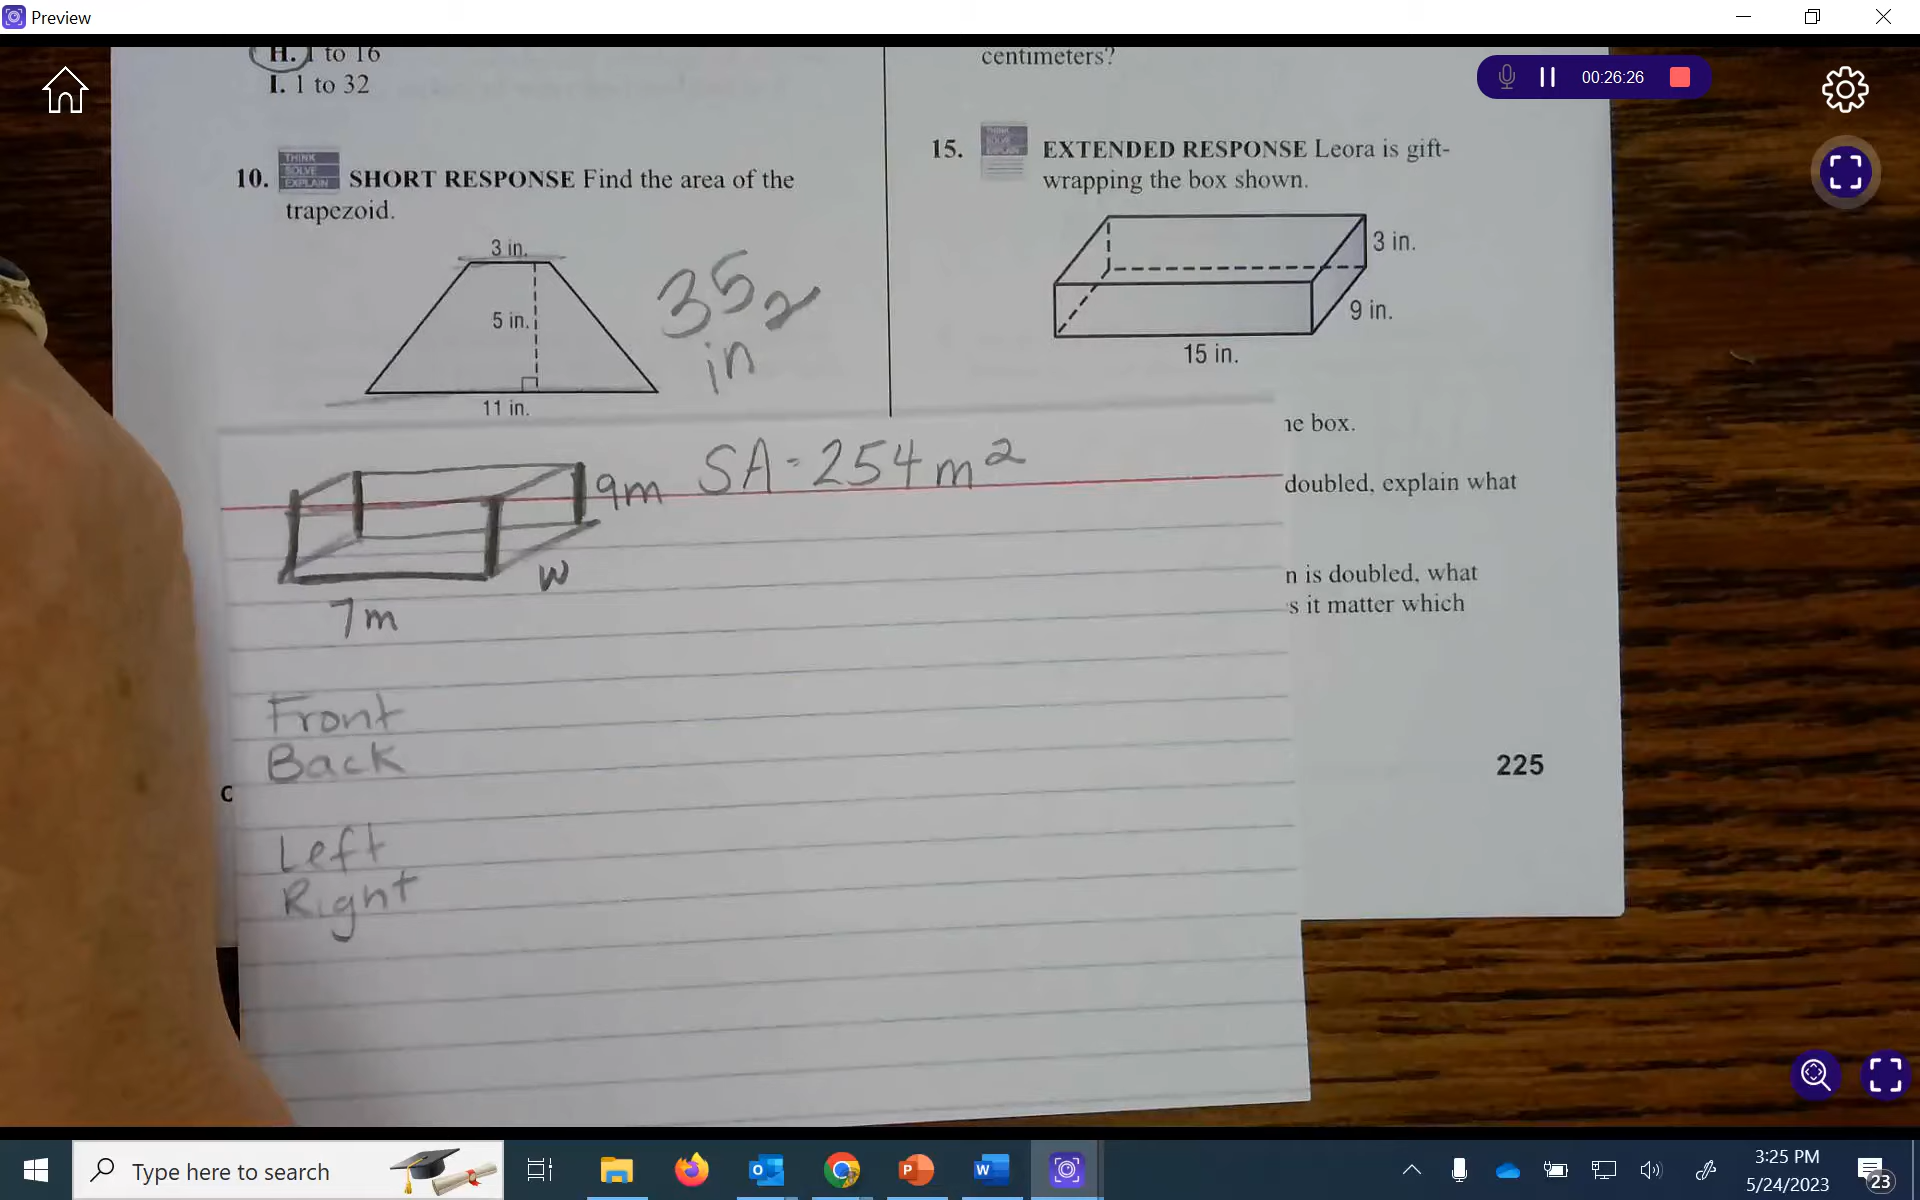 Preview
00:26:26
H. 1 to 16
I. 1 to 32
10. THINK SOLVE EXPLAIN SHORT RESPONSE Find the area of the
trapezoid.
3 in.
5 in.
11 in.
35 in 2
centimeters?
15. THINK SOLVE EXPLAIN EXTENDED RESPONSE Leora is gift-
wrapping the box shown.
3 in.
9 in.
15 in.
box.
doubled, explain what
is doubled, what
it matter which
225
9m SA - 254 m²
W
7m
Front
Back
Left
Right
Type here to search
3:25 PM
5/24/2023
23